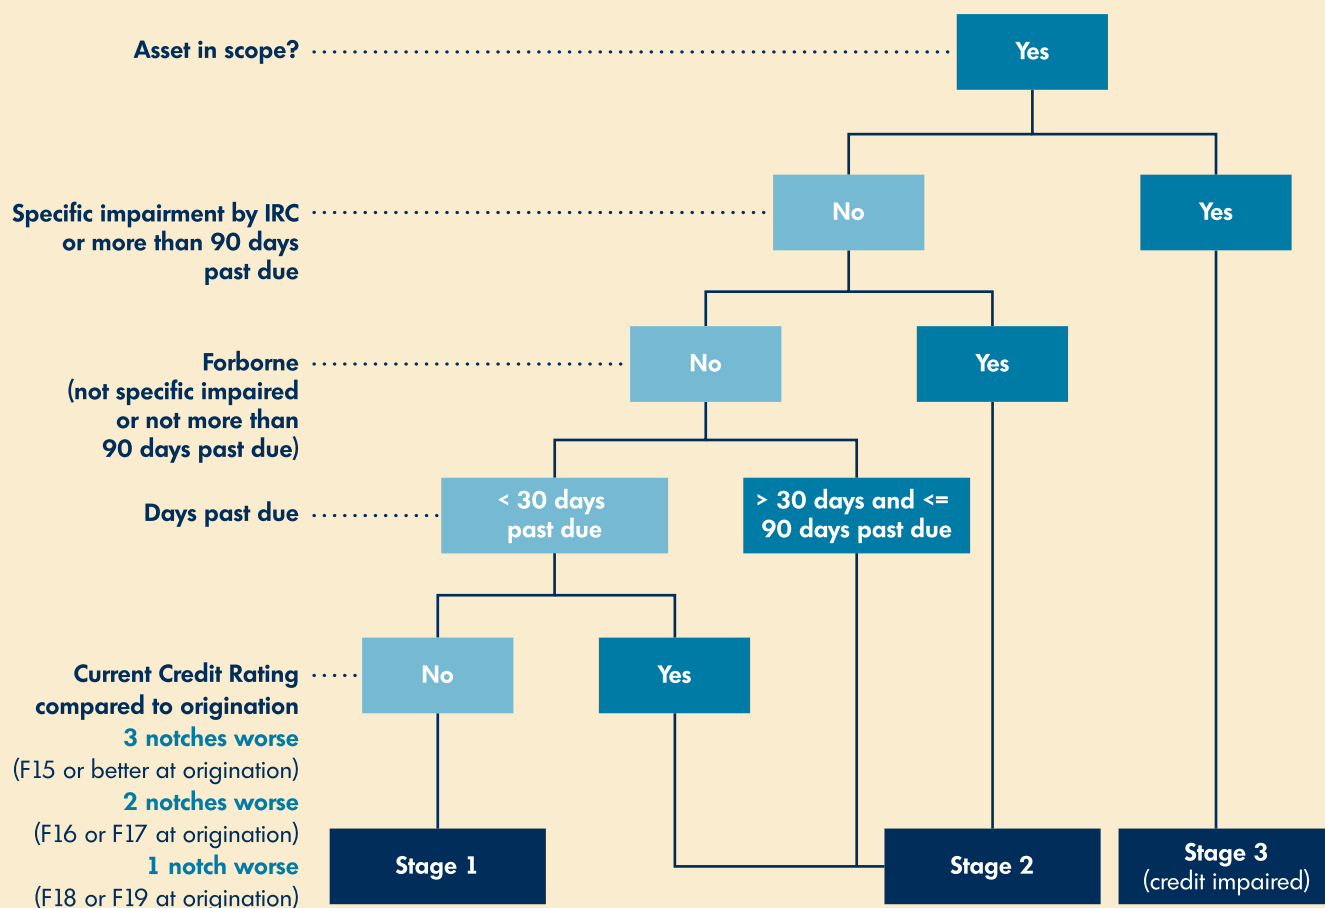 Asset in scope?
Yes
Specific impairment by IRC
or more than 90 days
past due
No
Yes
Forborne
(not specific impaired
or not more than
90 days past due)
No
Yes
Days past due
< 30 days
past due
> 30 days and <=
90 days past due
Current Credit Rating
compared to origination
3 notches worse
(F15 or better at origination)
2 notches worse
(F16 or F17 at origination)
1 notch worse
(F18 or F19 at origination)
No
Yes
Stage 1
Stage 2
Stage 3
(credit impaired)